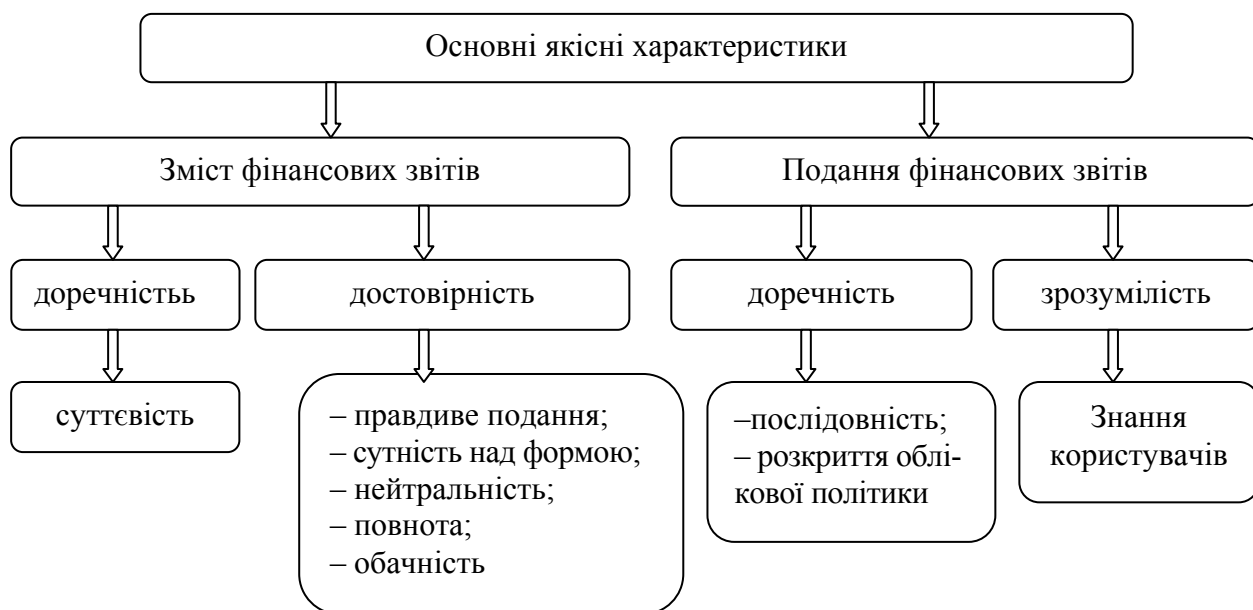 Основні якісні характеристики
Зміст фінансових звітів
Подання фінансових звітів
доречністьь
достовірність
доречність
зрозумілість
суттєвість
– правдиве подання;
– сутність над формою;
– нейтральність;
– повнота;
– обачність
–послідовність;
– розкриття облі-
кової політики
Знання
користувачів